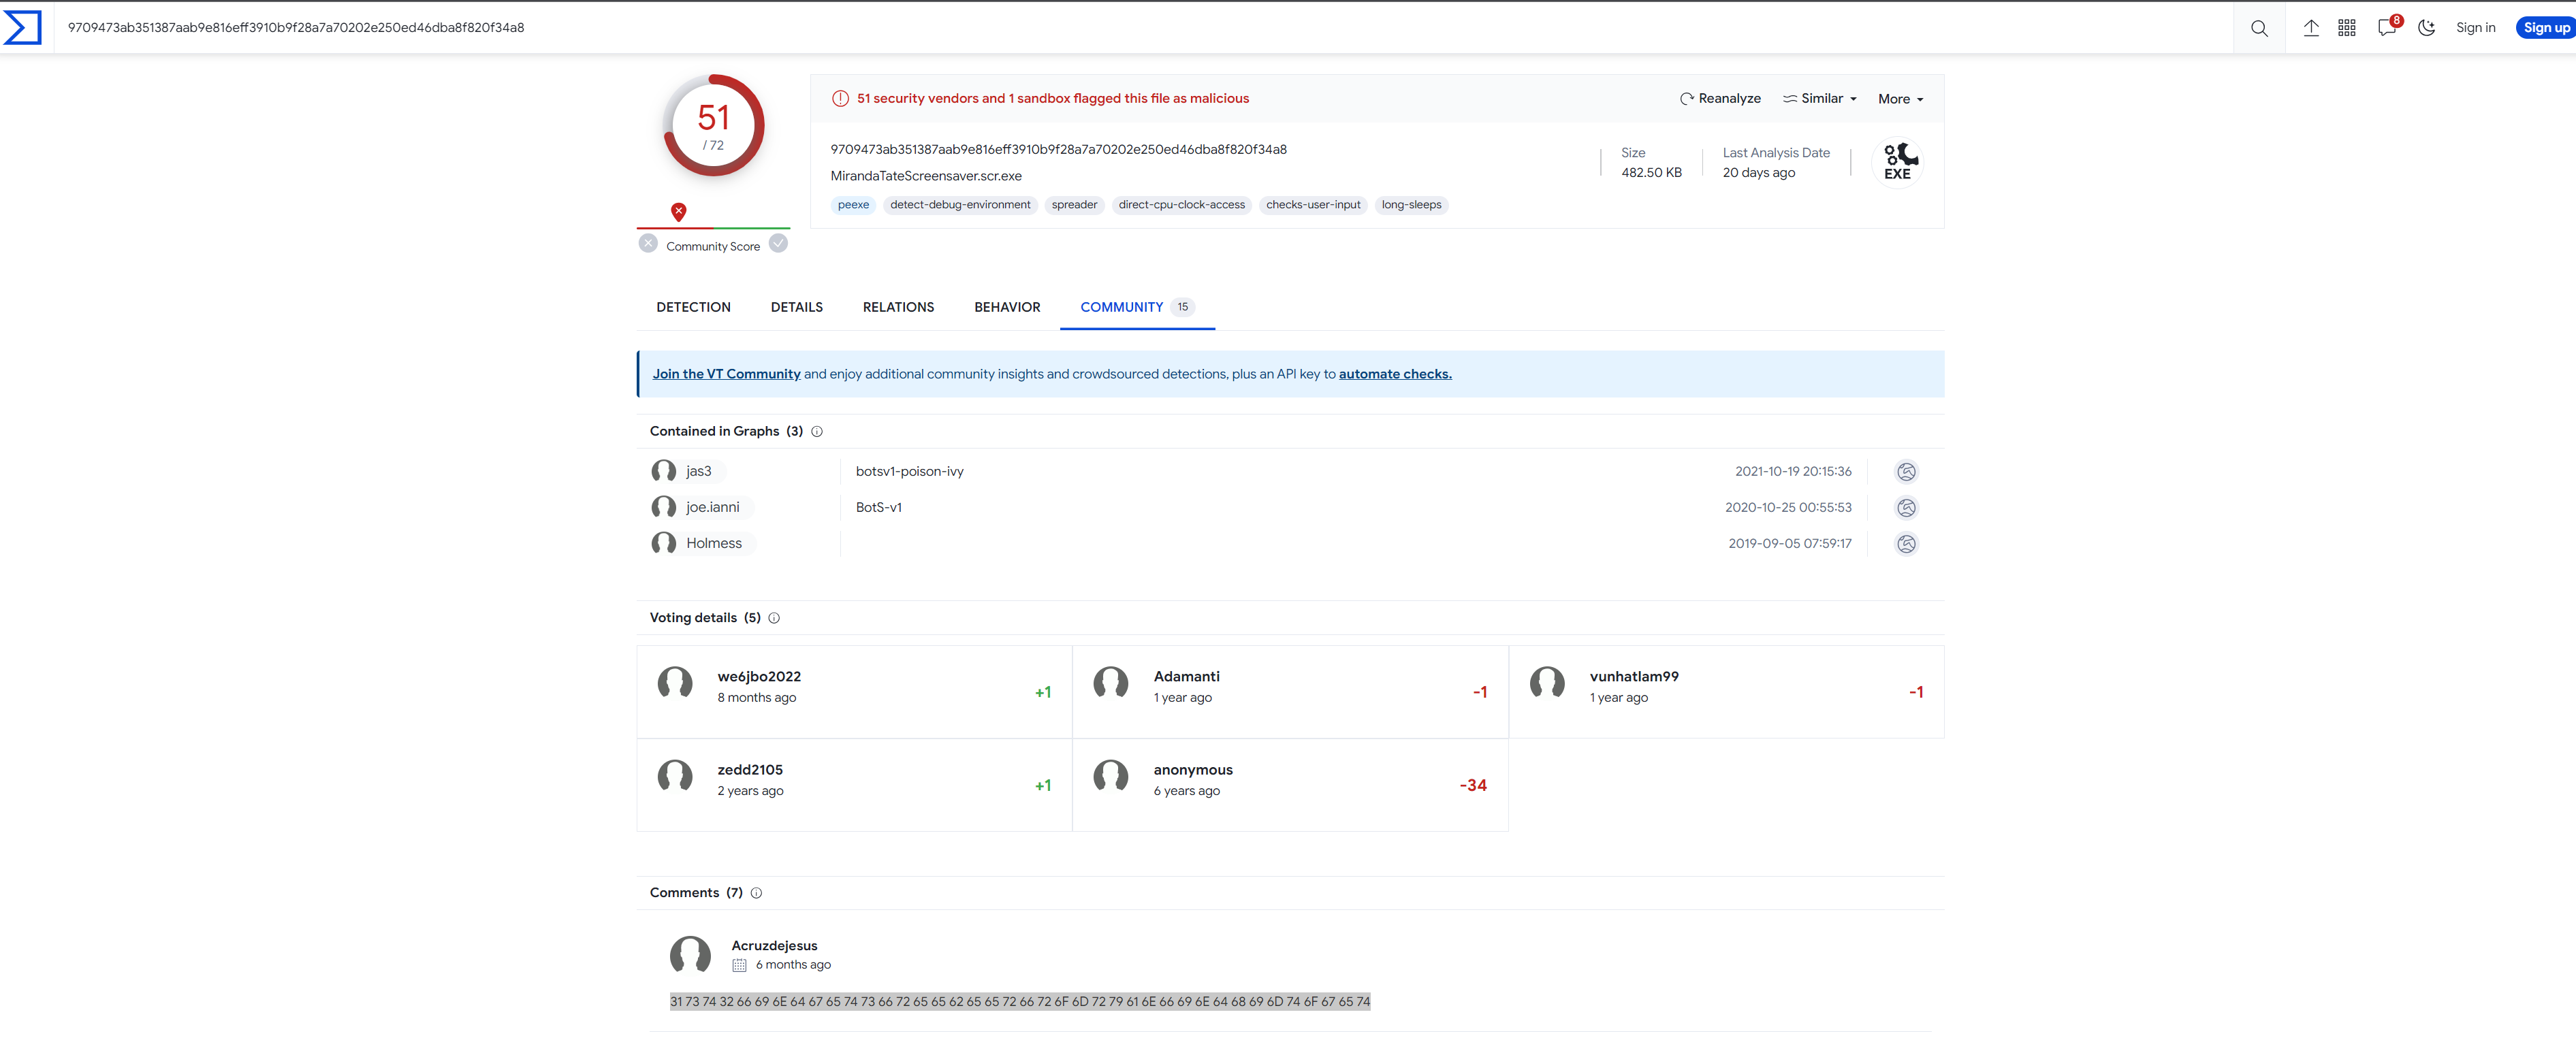 9709473ab351387aab9e816eff3910b9f28a7a70202e250ed46dba8f820f34a8
8
Sign in
Sign up
51
/ 72
Community Score
51 security vendors and 1 sandbox flagged this file as malicious
Reanalyze
Similar
More
9709473ab351387aab9e816eff3910b9f28a7a70202e250ed46dba8f820f34a8
MirandaTateScreensaver.scr.exe
peexe
detect-debug-environment
spreader
direct-cpu-clock-access
checks-user-input
long-sleeps
Size
482.50 KB
Last Analysis Date
20 days ago
EXE
DETECTION
DETAILS
RELATIONS
BEHAVIOR
COMMUNITY 15
Join the VT Community and enjoy additional community insights and crowdsourced detections, plus an API key to automate checks.
Contained in Graphs (3)
jas3
botsv1-poison-ivy
2021-10-19 20:15:36
joe.ianni
BotS-v1
2020-10-25 00:55:53
Holmess
2019-09-05 07:59:17
Voting details (5)
we6jbo2022
8 months ago
+1
Adamanti
1 year ago
-1
vunhatlam99
1 year ago
-1
zedd2105
2 years ago
+1
anonymous
6 years ago
-34
Comments (7)
Acruzdejesus
6 months ago
31 73 74 32 66 69 6E 64 67 65 74 73 66 72 65 65 62 65 65 72 66 72 6F 6D 72 79 61 6E 66 69 6E 64 68 69 6D 74 6F 67 65 74